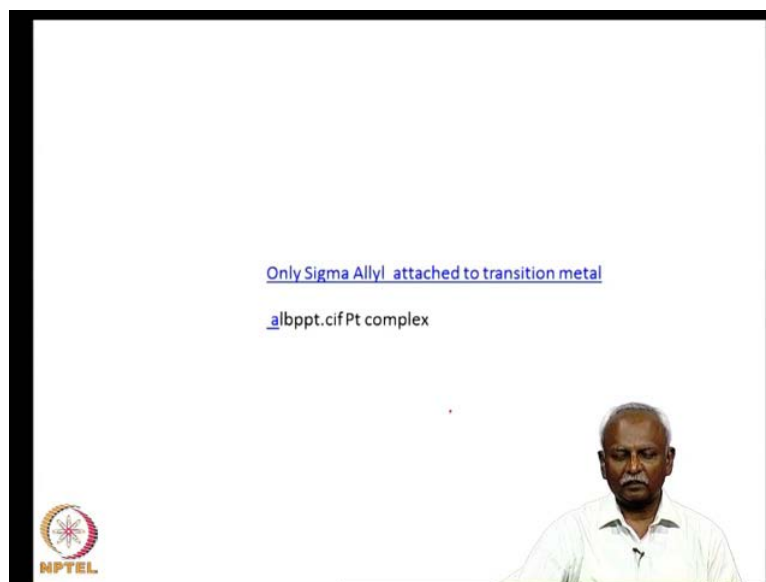 Only Sigma Allyl attached to transition metal
albppt.cif Pt complex
NPTEL